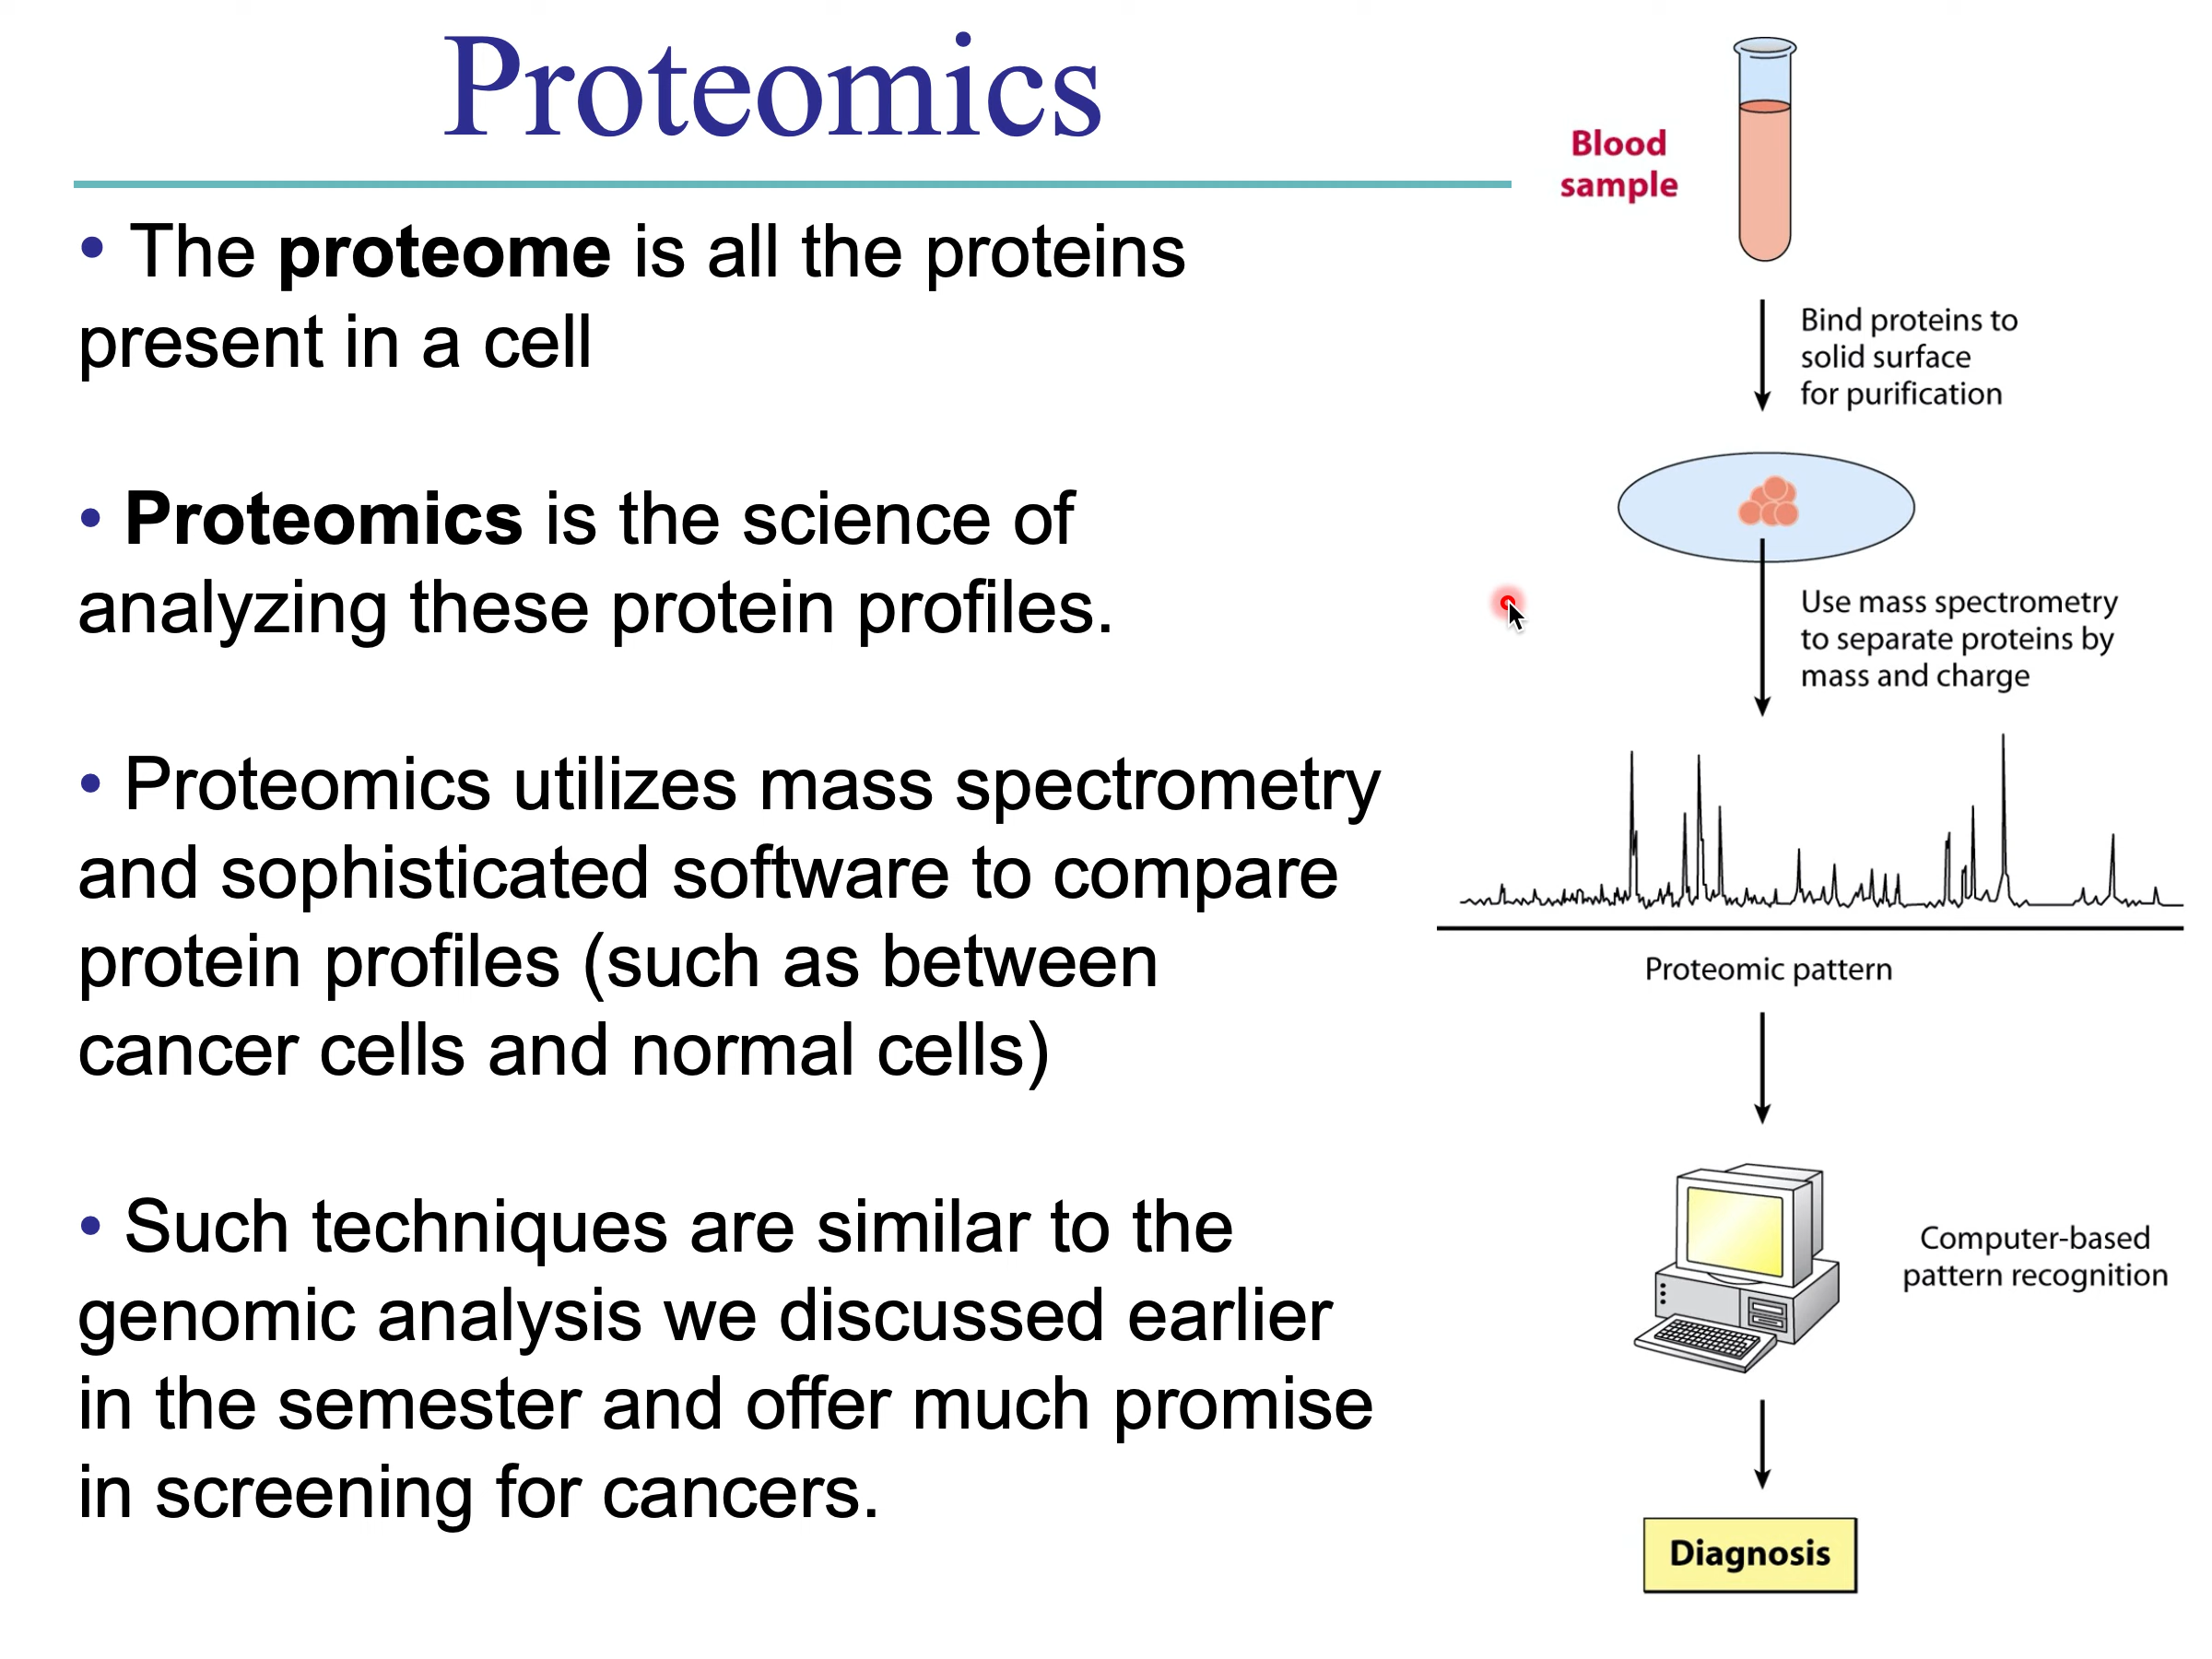 Proteomics
• The proteome is all the proteins
present in a cell
• Proteomics is the science of
analyzing these protein profiles.
• Proteomics utilizes mass spectrometry
and sophisticated software to compare
protein profiles (such as between
cancer cells and normal cells)
• Such techniques are similar to the
genomic analysis we discussed earlier
in the semester and offer much promise
in screening for cancers.
Blood
sample
Bind proteins to
solid surface
for purification
Use mass spectrometry
to separate proteins by
mass and charge
Proteomic pattern
Computer-based
pattern recognition
Diagnosis